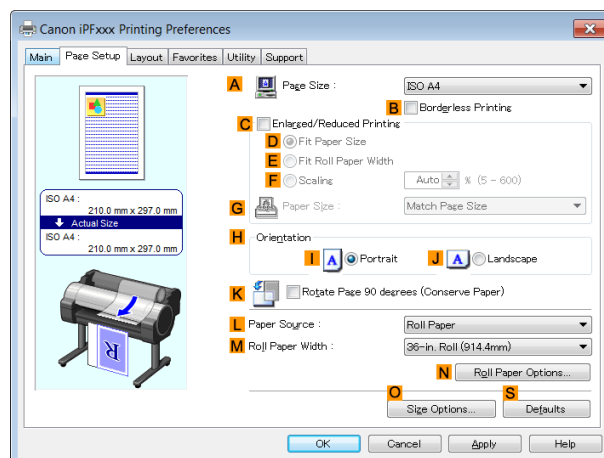 Canon iPFxxx Printing Preferences
Main Page Setup Layout Favorites Utility Support
A Page Size : ISO A4
B Borderless Printing
C Enlarged/Reduced Printing
D Fit Paper Size
E Fit Roll Paper Width
F Scaling Auto % (5 - 600)
G Paper Size : Match Page Size
ISO A4 :
210.0 mm x 297.0 mm
Actual Size
ISO A4 :
210.0 mm x 297.0 mm
H Orientation
I A Portrait J A Landscape
K Rotate Page 90 degrees (Conserve Paper)
L Paper Source : Roll Paper
M Roll Paper Width : 36-in. Roll (914.4mm)
R
N Roll Paper Options...
O S
Size Options... Defaults
OK Cancel Apply Help